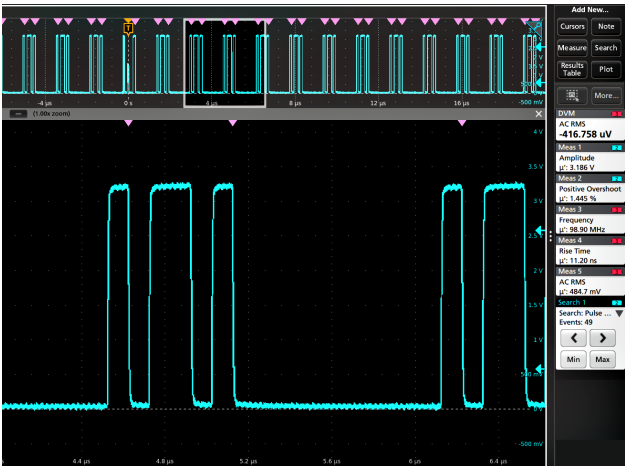 Add New...
Cursors
Note
Measure
Search
Results Table
Plot
More...
T
-500 mV
-4 µs
0 s
4 µs
8 µs
12 µs
16 µs
(1.00x zoom)
4 V
3.5 V
3 V
2.5 V
2 V
1.5 V
1 V
500 mV
0 V
-500 mV
4.4 µs
4.8 µs
5.2 µs
5.6 µs
6 µs
6.4 µs
DVM
AC RMS
-416.758 uV
Meas 1
Amplitude
µ': 3.186 V
Meas 2
Positive Overshoot
µ': 1.445 %
Meas 3
Frequency
µ': 98.90 MHz
Meas 4
Rise Time
µ': 11.20 ns
Meas 5
AC RMS
µ': 484.7 mV
Search 1
Search: Pulse ...
Events: 49
Min
Max